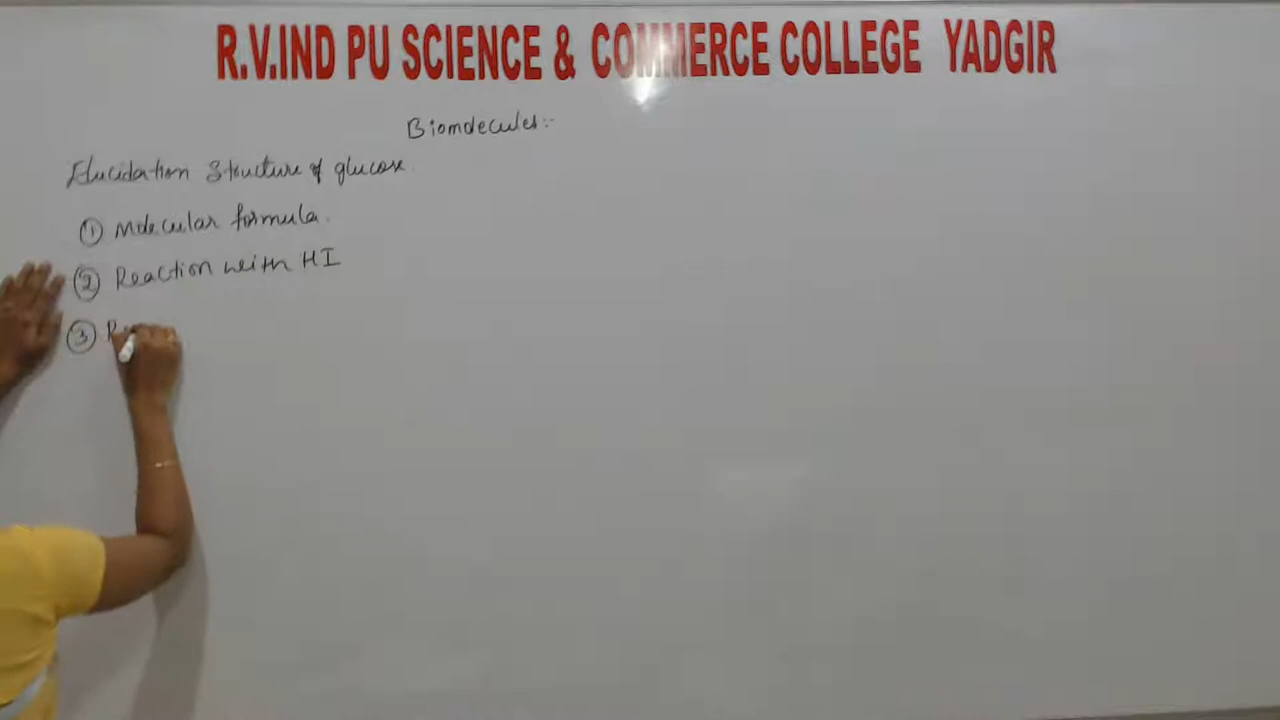 R.V.IND PU SCIENCE & COMMERCE COLLEGE YADGIR
Biomolecules:-
Elucidation Structure of glucose.
① Molecular formula.
② Reaction with HI
③